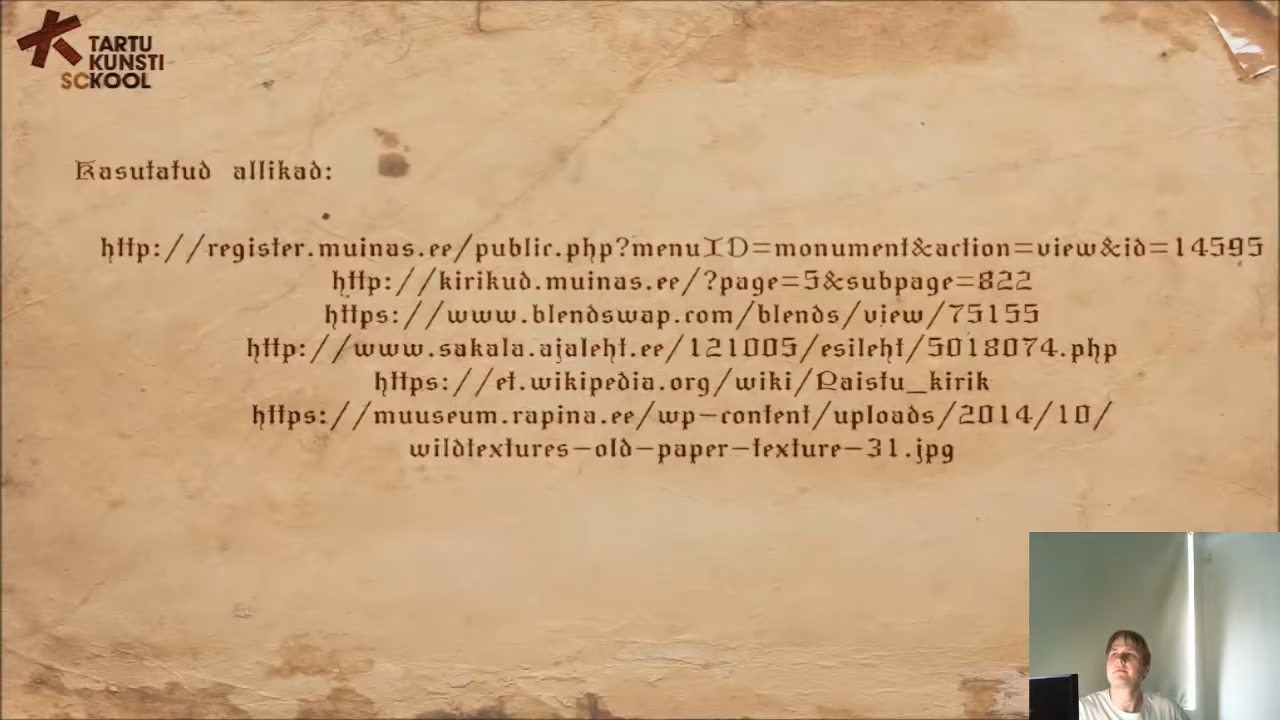 TARTU
KUNSTI
SCKOOL
Kasutatud allikad:
http://register.muinas.ee/public.php?menuID=monument&action=view&id=14595
http://kirikud.muinas.ee/?page=5&subpage=822
https://www.blendswap.com/blends/view/75155
http://www.sakala.ajaleht.ee/121005/esileht/5018074.php
https://et.wikipedia.org/wiki/Paistu_kirik
https://muuseum.rapina.ee/wp-content/uploads/2014/10/
wildtextures-old-paper-texture-31.jpg